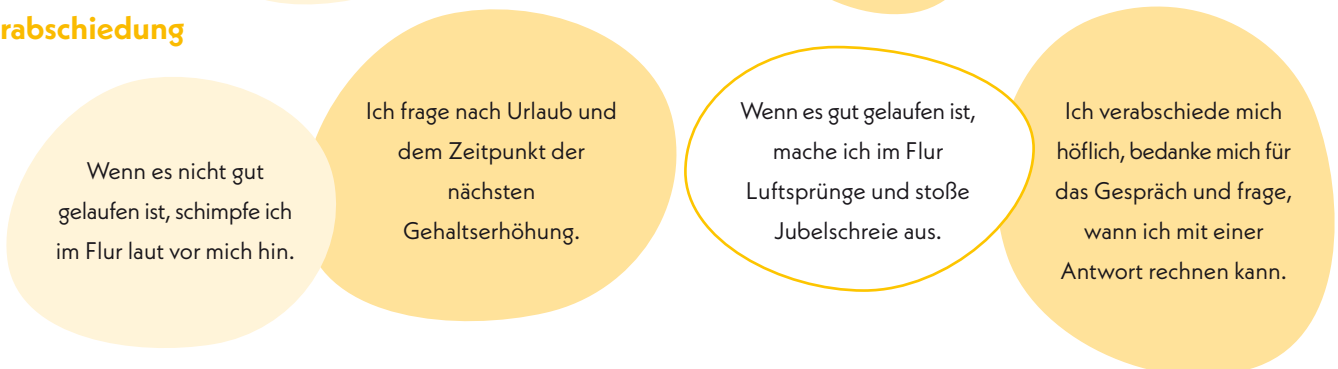 rabschiedung
Wenn es nicht gut
gelaufen ist, schimpfe ich
im Flur laut vor mich hin.
Ich frage nach Urlaub und
dem Zeitpunkt der
nächsten
Gehaltserhöhung.
Wenn es gut gelaufen ist,
mache ich im Flur
Luftsprünge und stoße
Jubelschreie aus.
Ich verabschiede mich
höflich, bedanke mich für
das Gespräch und frage,
wann ich mit einer
Antwort rechnen kann.